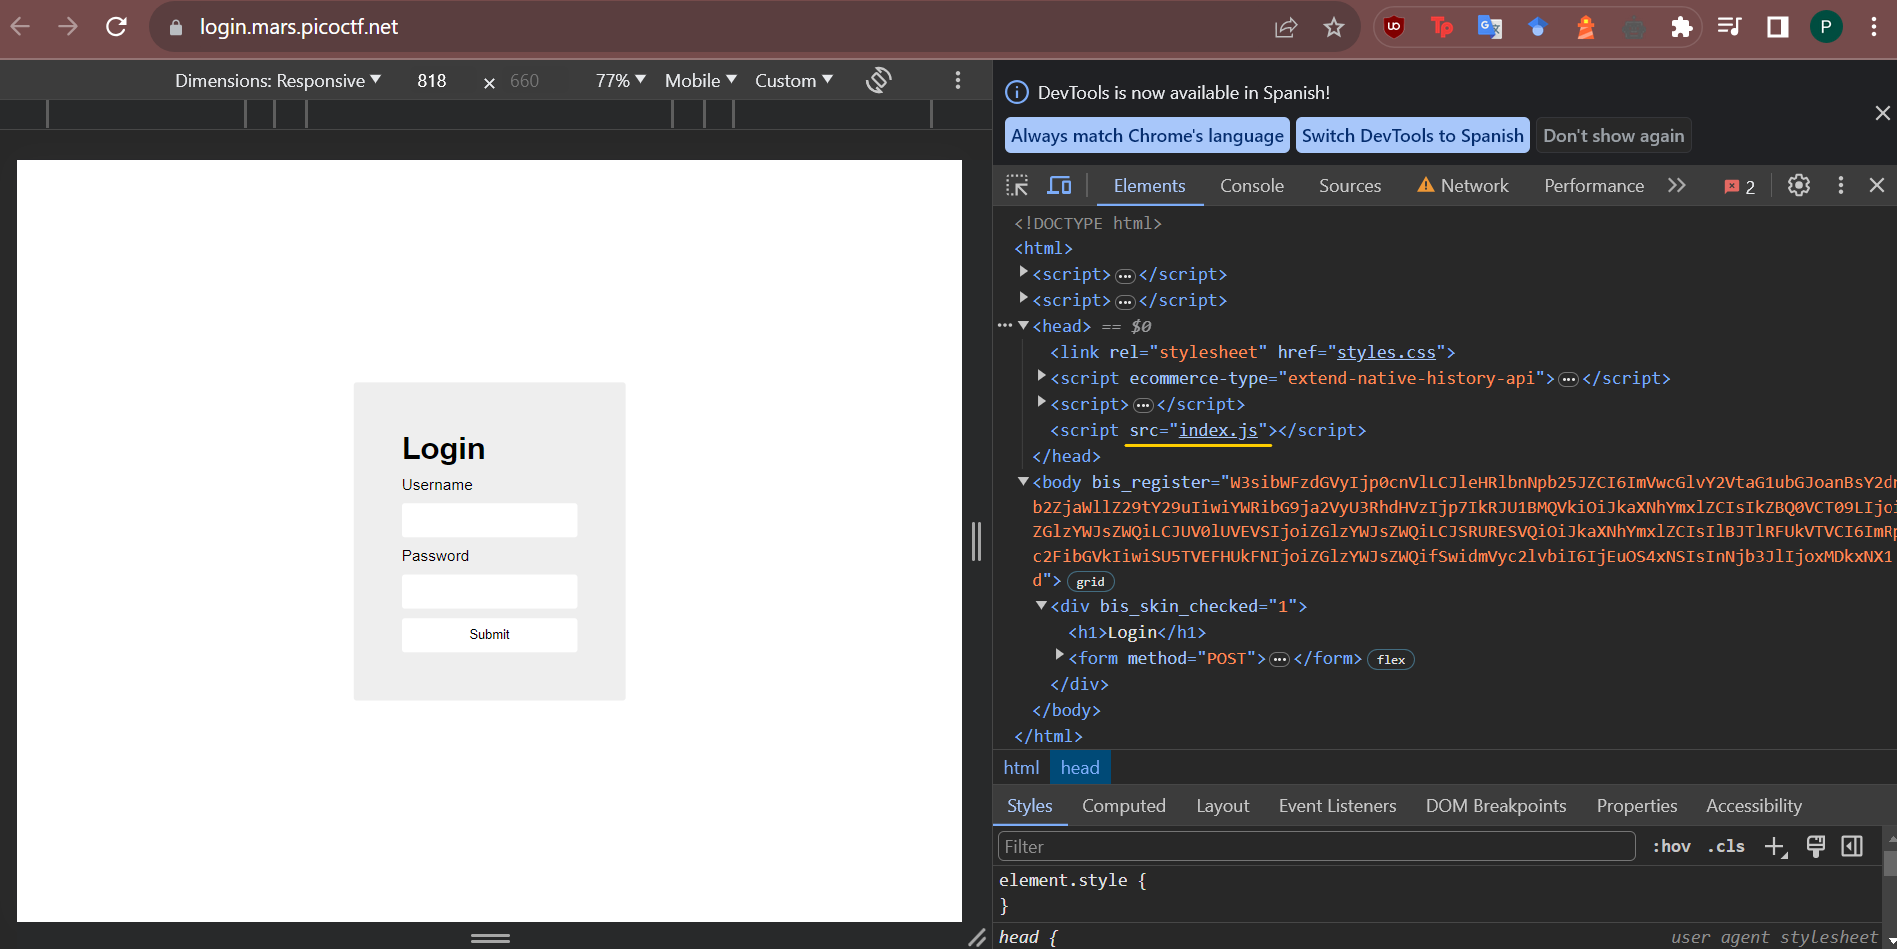 login.mars.picoctf.net
Dimensions: Responsive 818 × 660 77% Mobile Custom
DevTools is now available in Spanish!
Always match Chrome's language Switch DevTools to Spanish Don't show again
Elements Console Sources Network Performance 2
<!DOCTYPE html>
<html>
<script>…</script>
<script>…</script>
… <head> == $0
<link rel="stylesheet" href="styles.css">
<script ecommerce-type="extend-native-history-api">…</script>
<script>…</script>
<script src="index.js"></script>
</head>
<body bis_register="W3sibWFzdGVyIjp0cnVlLCJleHRlbnNpb25JZCI6ImVwcGlvY2VtaG1ubGJoanBsY2dr
b2ZjaWllZ29tY29uIiwiYWRibG9ja2VyU3RhdHVzIjp7IkRJU1BMQVkiOiJkaXNhYmxlZCIsIkZBQ0VCT09LIjoi
ZGlzYWJsZWQiLCJUV0lUVEVSIjoiZGlzYWJsZWQiLCJSRURESVQiOiJkaXNhYmxlZCIsIlBJTlRFUkVTVCI6ImRp
c2FibGVkIiwiSU5TVEFHUkFNIjoiZGlzYWJsZWQifSwidmVyc2lvbiI6IjEuOS4xNSIsInNjb3JlIjoxMDkxNX1
d"> grid
<div bis_skin_checked="1">
<h1>Login</h1>
<form method="POST">…</form> flex
</div>
</body>
</html>
html head
Styles Computed Layout Event Listeners DOM Breakpoints Properties Accessibility
Filter :hov .cls
element.style {
}
head {
user agent stylesheet
Login
Username
Password
Submit
uo
Tp
G
P